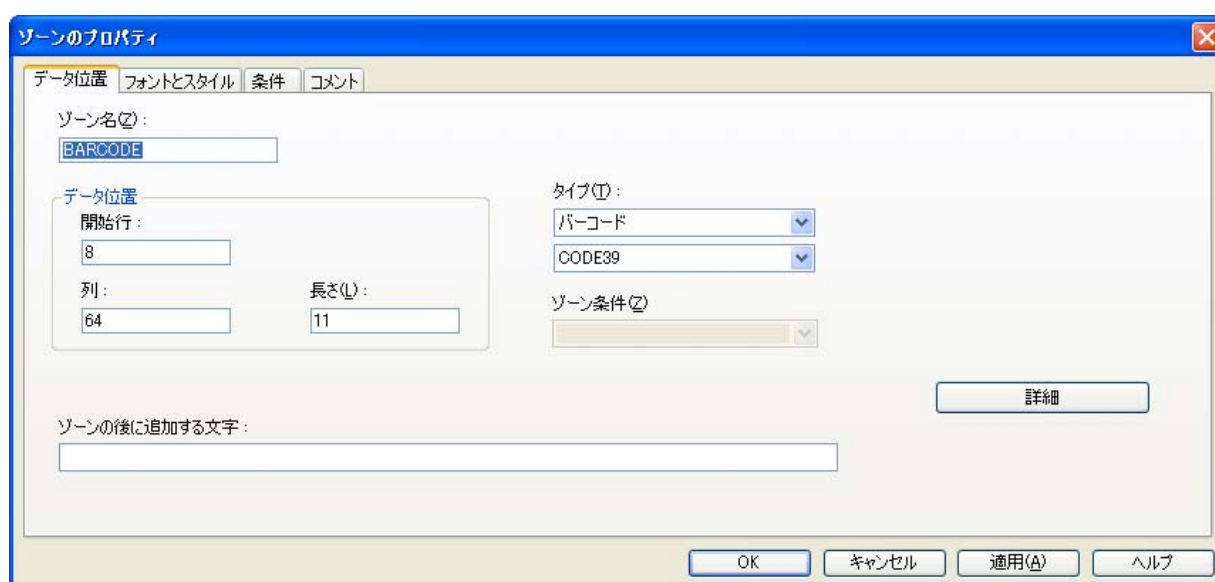 ゾーンのプロパティ
データ位置 フォントとスタイル 条件 コメント
ゾーン名(Z):
BARCODE
データ位置
開始行:
8
列: 長さ(L):
64 11
タイプ(T):
バーコード
CODE39
ゾーン条件(Z)
詳細
ゾーンの後に追加する文字:
OK キャンセル 適用(A) ヘルプ